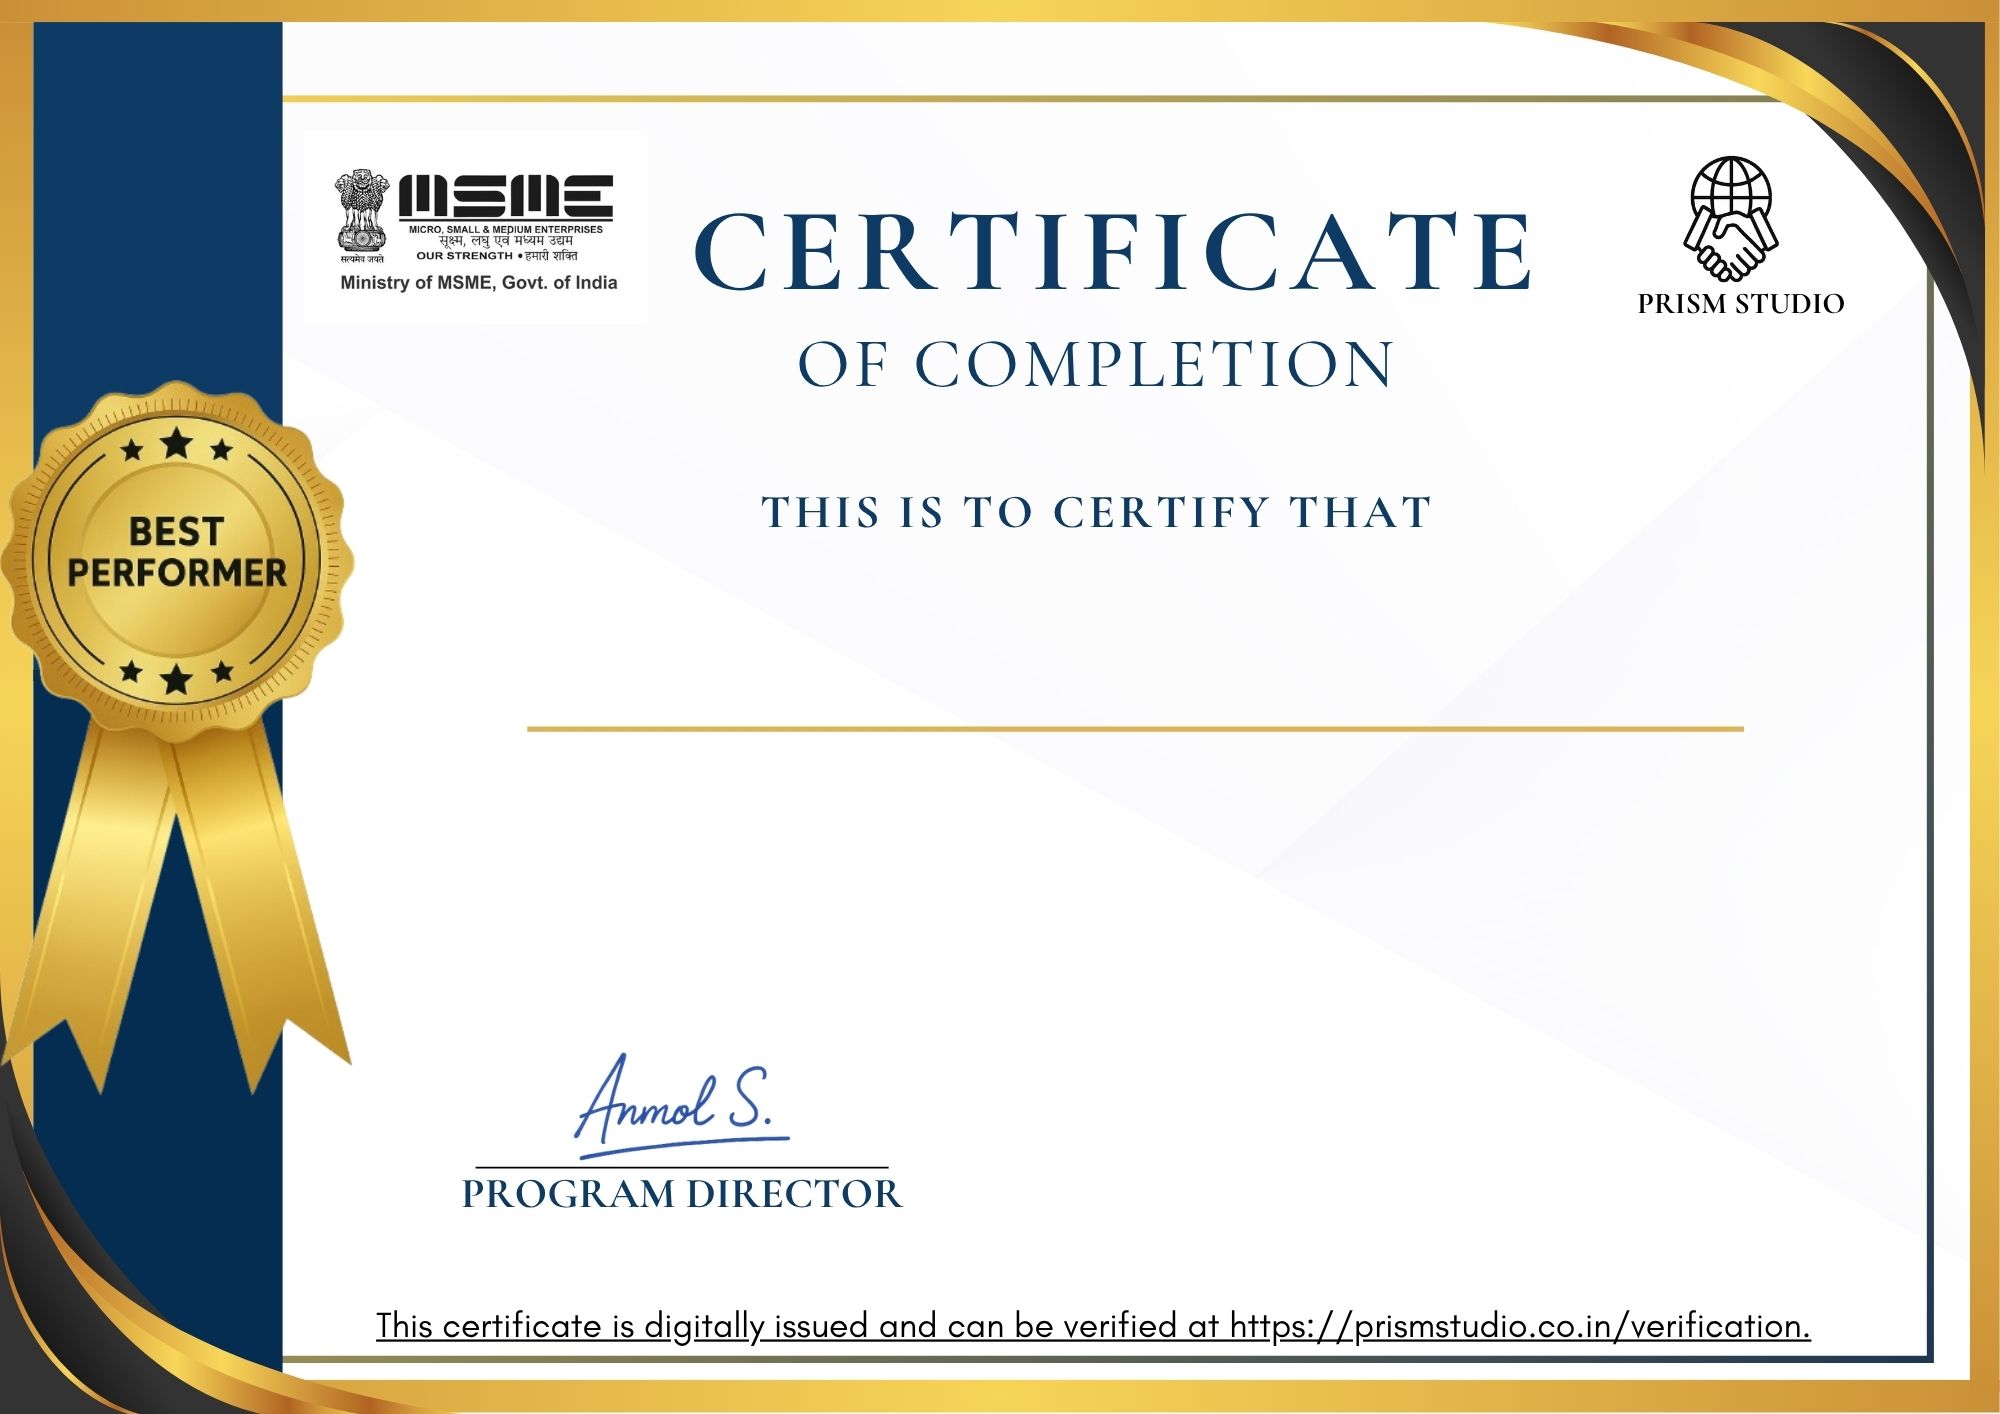 MSME
MICRO, SMALL & MEDIUM ENTERPRISES
सूक्ष्म, लघु एवं मध्यम उद्यम
OUR STRENGTH • हमारी शक्ति
सत्यमेव जयते
Ministry of MSME, Govt. of India
CERTIFICATE
OF COMPLETION
PRISM STUDIO
THIS IS TO CERTIFY THAT
BEST
PERFORMER
Anmol S.
PROGRAM DIRECTOR
This certificate is digitally issued and can be verified at https://prismstudio.co.in/verification.